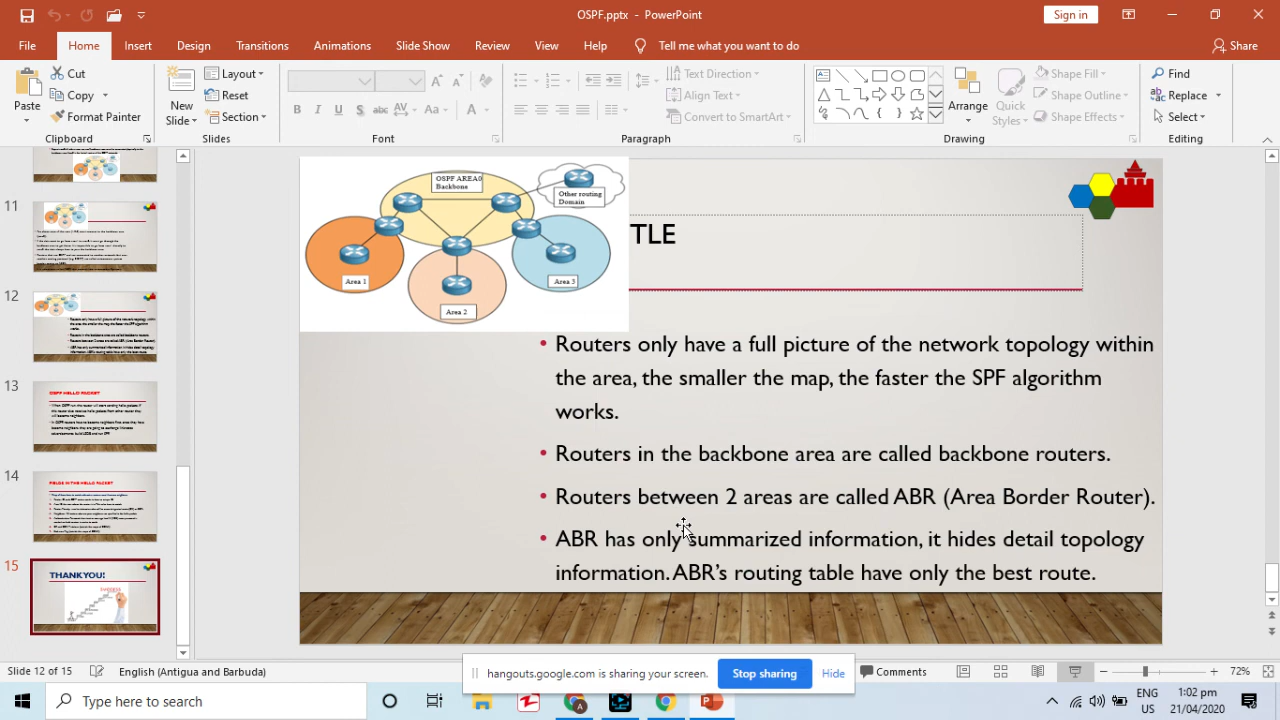 OSPF.pptx - PowerPoint
Sign in
File Home Insert Design Transitions Animations Slide Show Review View Help Tell me what you want to do Share
Paste
Cut
Copy
Format Painter
Clipboard
New
Slide
Layout
Reset
Section
Slides
B I U S abc AV Aa A
Font
Text Direction
Align Text
Convert to SmartArt
Paragraph
Arrange
Quick
Styles
Shape Fill
Shape Outline
Shape Effects
Drawing
Find
Replace
Select
Editing
11
12
13
OSPF HELLO PACKET
14
FIELDS IN THE HELLO PACKET
15
THANK YOU!
SUCCESS
OSPF AREA0
Backbone
Other routing
Domain
Area 1
Area 2
Area 3
TLE
• Routers only have a full picture of the network topology within
the area, the smaller the map, the faster the SPF algorithm
works.
• Routers in the backbone area are called backbone routers.
• Routers between 2 areas are called ABR (Area Border Router).
• ABR has only summarized information, it hides detail topology
information. ABR's routing table have only the best route.
Slide 12 of 15
English (Antigua and Barbuda)
hangouts.google.com is sharing your screen.
Stop sharing
Hide
Comments
72%
Type here to search
ENG
US
1:02 pm
21/04/2020